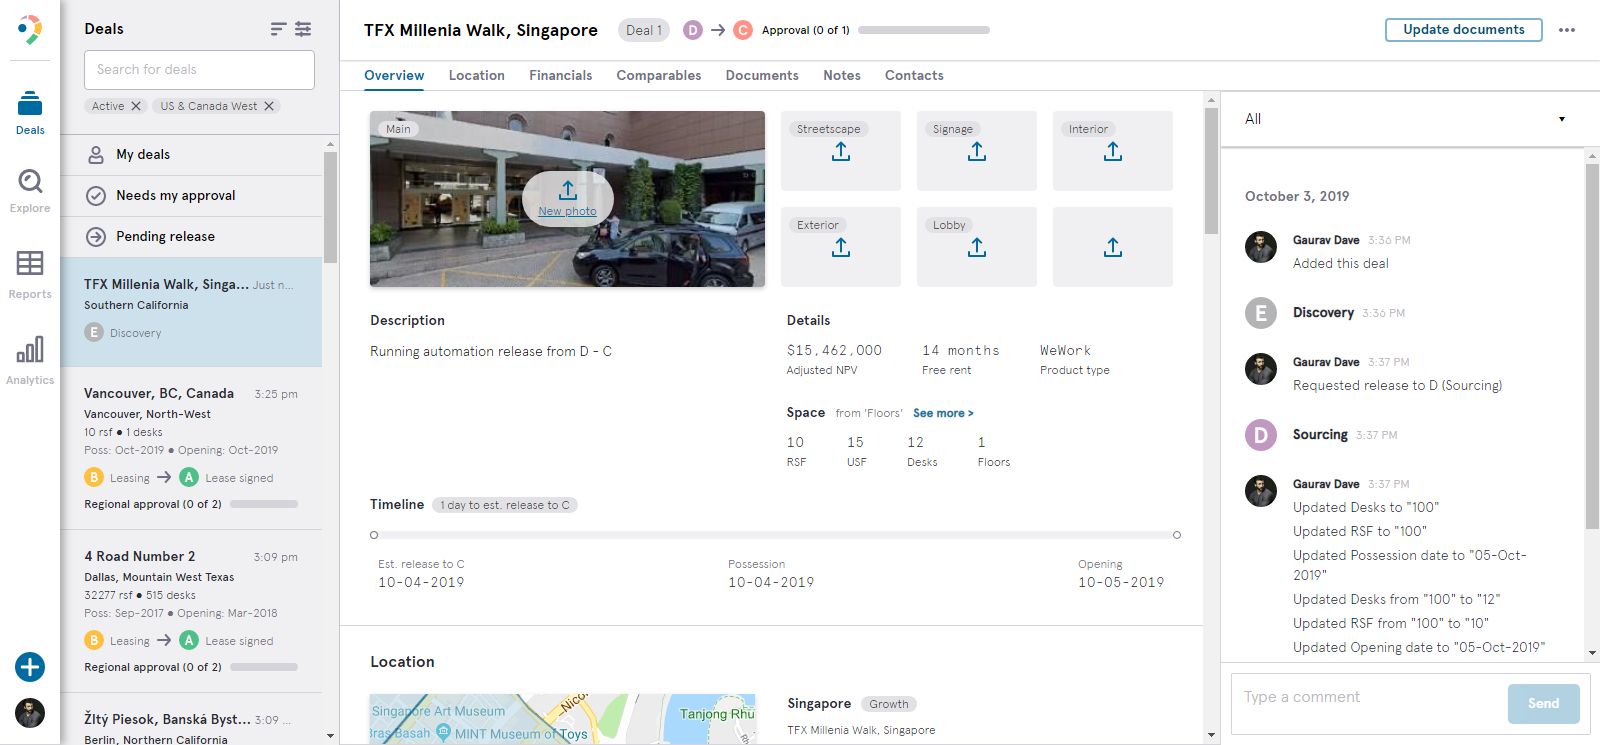 Deals
Explore
Reports
Analytics
Deals
Search for deals
Active
US & Canada West
My deals
Needs my approval
Pending release
TFX Millenia Walk, Singa... Just n...
Southern California
E Discovery
Vancouver, BC, Canada 3:25 pm
Vancouver, North-West
10 rsf ● 1 desks
Poss: Oct-2019 ● Opening: Oct-2019
B Leasing → A Lease signed
Regional approval (0 of 2)
4 Road Number 2 3:09 pm
Dallas, Mountain West Texas
32277 rsf ● 515 desks
Poss: Sep-2017 ● Opening: Mar-2018
B Leasing → A Lease signed
Regional approval (0 of 2)
Žltý Piesok, Banská Byst... 3:09 ...
Berlin, Northern California
TFX Millenia Walk, Singapore Deal 1 D → C Approval (0 of 1)
Update documents
Overview Location Financials Comparables Documents Notes Contacts
Main
New photo
Streetscape Signage Interior
Exterior Lobby
Description
Running automation release from D - C
Details
$15,462,000 14 months WeWork
Adjusted NPV Free rent Product type
Space from 'Floors' See more >
10 15 12 1
RSF USF Desks Floors
Timeline 1 day to est. release to C
Est. release to C Possession Opening
10-04-2019 10-04-2019 10-05-2019
Location
Singapore Art Museum
Bras Basah
MINT Museum of Toys
Nicol
Tanjong Rhu
Singapore Growth
TFX Millenia Walk, Singapore
All
October 3, 2019
Gaurav Dave 3:36 PM
Added this deal
E Discovery 3:36 PM
Gaurav Dave 3:37 PM
Requested release to D (Sourcing)
D Sourcing 3:37 PM
Gaurav Dave 3:37 PM
Updated Desks to "100"
Updated RSF to "100"
Updated Possession date to "05-Oct-
2019"
Updated Desks from "100" to "12"
Updated RSF from "100" to "10"
Updated Opening date to "05-Oct-2019"
Type a comment
Send